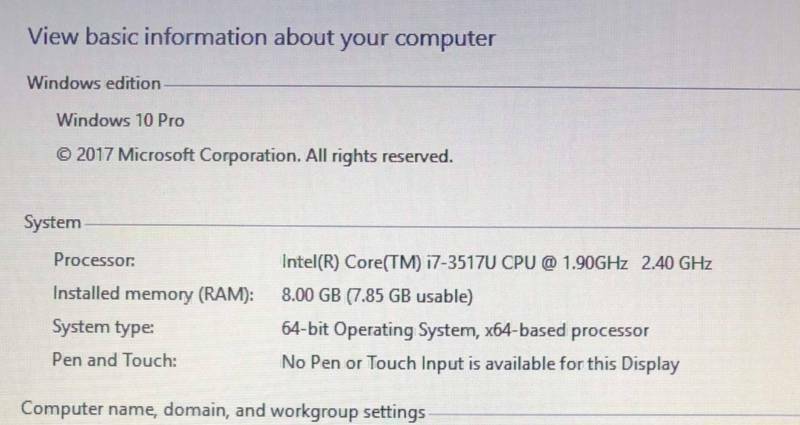 View basic information about your computer
Windows edition
Windows 10 Pro
© 2017 Microsoft Corporation. All rights reserved.
System
Processor: Intel(R) Core(TM) i7-3517U CPU @ 1.90GHz 2.40 GHz
Installed memory (RAM): 8.00 GB (7.85 GB usable)
System type: 64-bit Operating System, x64-based processor
Pen and Touch: No Pen or Touch Input is available for this Display
Computer name, domain, and workgroup settings